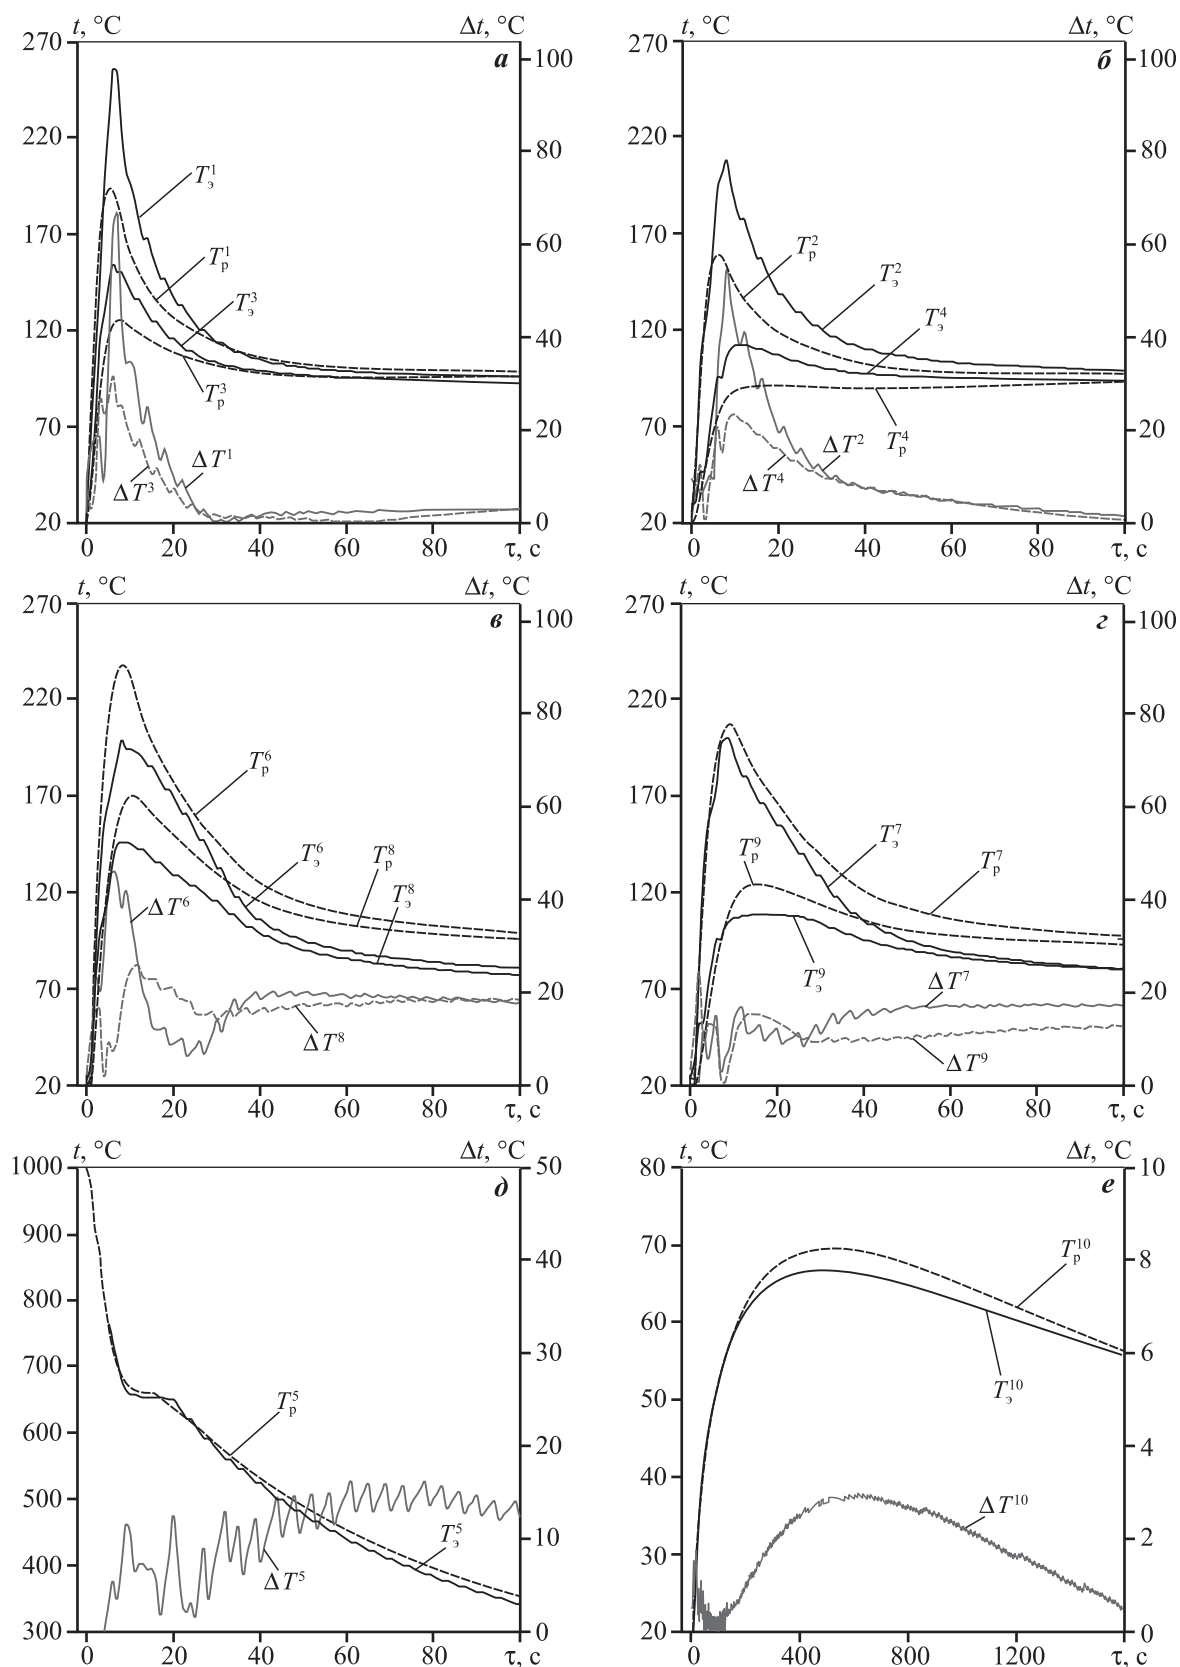 t, °C Δt, °C t, °C Δt, °C
270 а 100 270 б 100
220 80 220 80
T¹э
170 60 170 T²р 60
T¹р T²э
T³э T⁴э
120 40 120 40
T³р T⁴р
70 20 70 20
ΔT³ ΔT¹ ΔT⁴ ΔT²
20 0 20 0
0 20 40 60 80 τ, с 0 20 40 60 80 τ, с
t, °C Δt, °C t, °C Δt, °C
270 в 100 270 г 100
220 80 220 80
T⁶р
170 60 170 60
T⁶э T⁸р T⁹р T⁷э T⁷р
T⁸э
120 40 120 40
ΔT⁶
T⁹э
70 20 70 ΔT⁷ 20
ΔT⁸ ΔT⁹
20 0 20 0
0 20 40 60 80 τ, с 0 20 40 60 80 τ, с
t, °C Δt, °C t, °C Δt, °C
1000 д 50 80 е 10
900 40 70 T¹⁰р 8
800
30 60 6
700 T¹⁰э
T⁵р
600 20 50 4
500 40
T⁵э ΔT¹⁰
400 10 30 2
ΔT⁵
300 0 20 0
0 20 40 60 80 τ, с 0 400 800 1200 τ, с